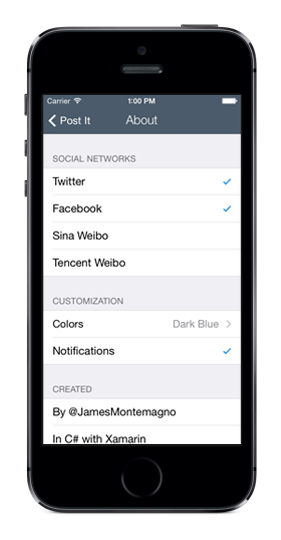 Carrier 1:00 PM
Post It About
SOCIAL NETWORKS
Twitter
Facebook
Sina Weibo
Tencent Weibo
CUSTOMIZATION
Colors Dark Blue
Notifications
CREATED
By @JamesMontemagno
In C# with Xamarin